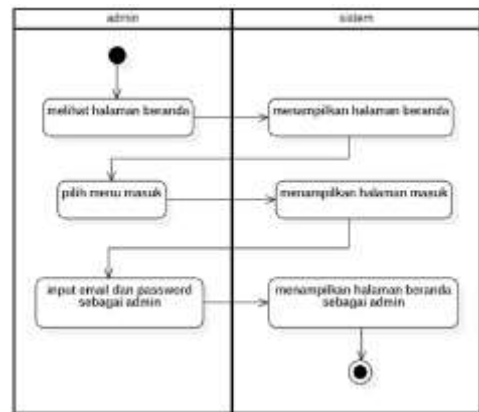 admin
sistem
melihat halaman beranda
menampilkan halaman beranda
pilih menu masuk
menampilkan halaman masuk
input email dan password
sebagai admin
menampilkan halaman beranda
sebagai admin